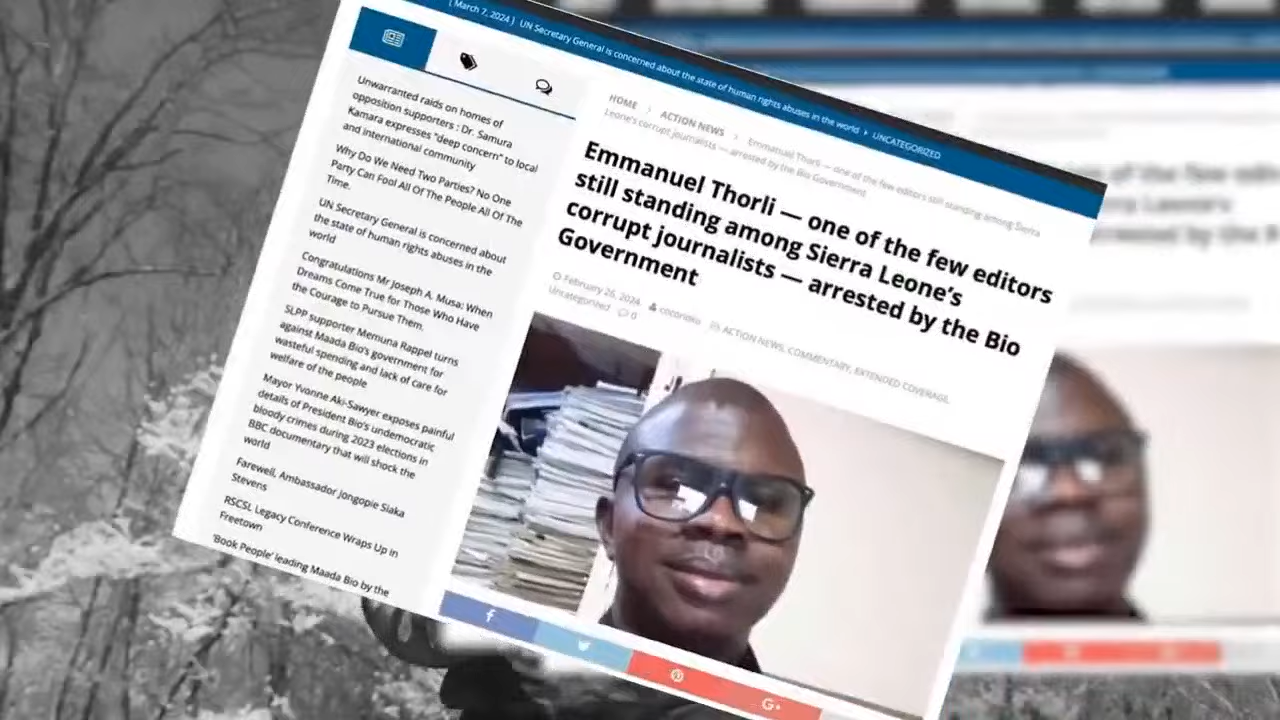 [ March 7, 2024 ] UN Secretary General is concerned about the state of human rights abuses in the world › UNCATEGORIZED
Unwarranted raids on homes of
opposition supporters : Dr. Samura
Kamara expresses “deep concern” to local
and international community
Why Do We Need Two Parties? No One
Party Can Fool All Of The People All Of The
Time.
UN Secretary General is concerned about
the state of human rights abuses in the
world
Congratulations Mr Joseph A. Musa: When
Dreams Come True for Those Who Have
the Courage to Pursue Them.
SLPP supporter Memuna Rappel turns
against Maada Bio’s government for
wasteful spending and lack of care for
welfare of the people
Mayor Yvonne Aki-Sawyer exposes painful
details of President Bio’s undemocratic
bloody crimes during 2023 elections in
BBC documentary that will shock the
world
Farewell, Ambassador Jongopie Siaka
Stevens
RSCSL Legacy Conference Wraps Up in
Freetown
‘Book People’ leading Maada Bio by the
HOME › ACTION NEWS › Emmanuel Thorli — one of the few editors still standing among Sierra
Leone’s corrupt journalists — arrested by the Bio Government
Emmanuel Thorli — one of the few editors
still standing among Sierra Leone’s
corrupt journalists — arrested by the Bio
Government
February 26, 2024 cocorioko ACTION NEWS, COMMENTARY, EXTENDED COVERAGE,
Uncategorized 0
f
G+